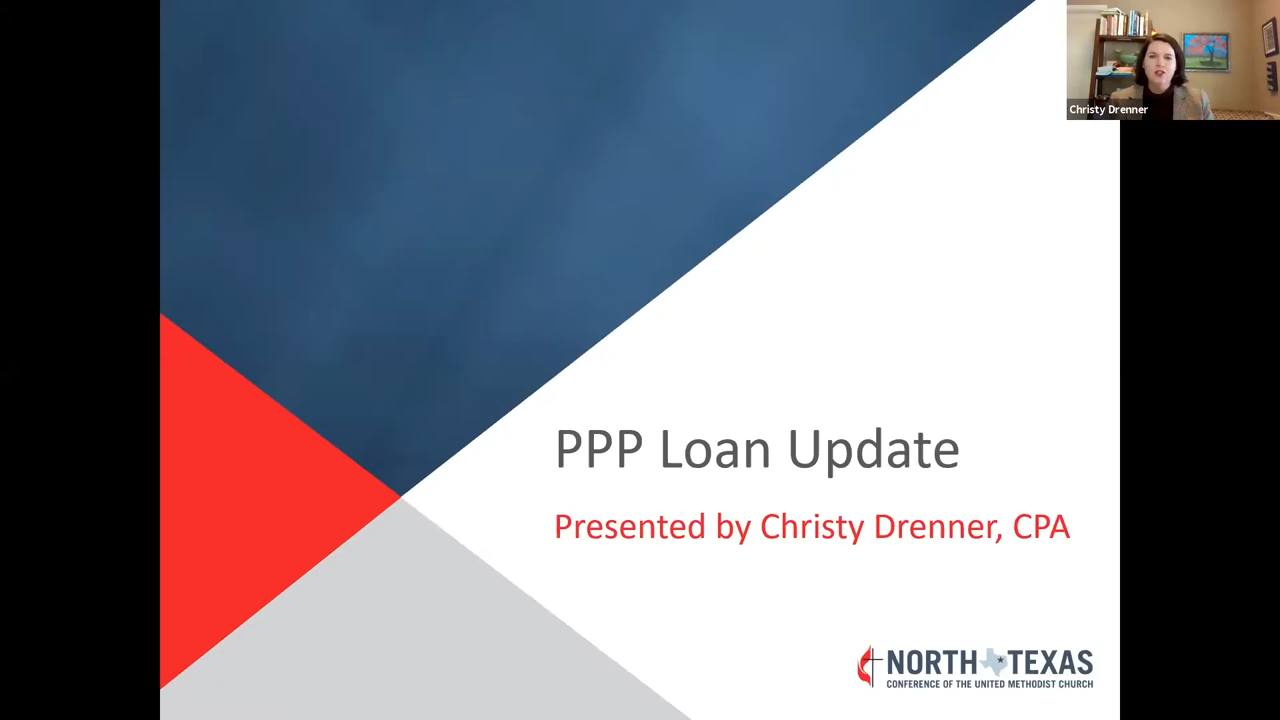 Christy Drenner
PPP Loan Update
Presented by Christy Drenner, CPA
NORTH TEXAS
CONFERENCE OF THE UNITED METHODIST CHURCH